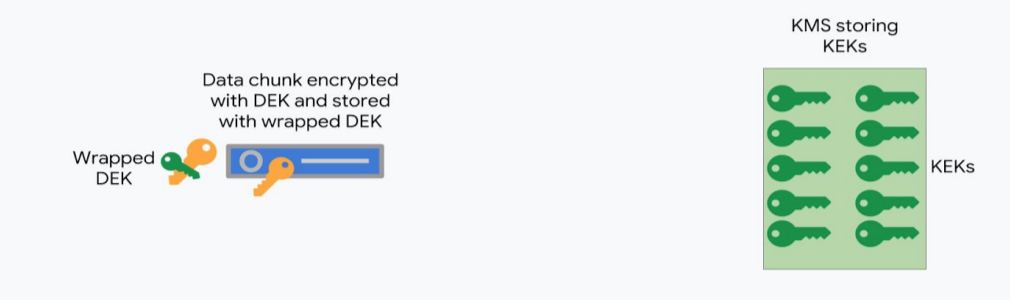 KMS storing
KEKs
Data chunk encrypted
with DEK and stored
with wrapped DEK
Wrapped
DEK
KEKs